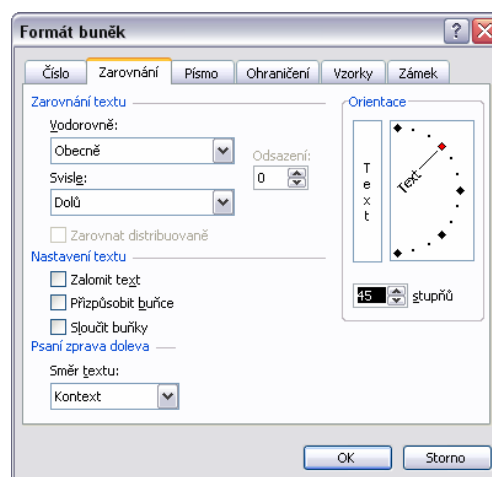 Formát buněk
Číslo Zarovnání Písmo Ohraničení Vzorky Zámek
Zarovnání textu
Vodorovně:
Obecně
Odsazení:
0
Svisle:
Dolů
Zarovnat distribuovaně
Nastavení textu
Zalomit text
Přizpůsobit buňce
Sloučit buňky
Psaní zprava doleva
Směr textu:
Kontext
Orientace
Text
Text
45 stupňů
OK Storno